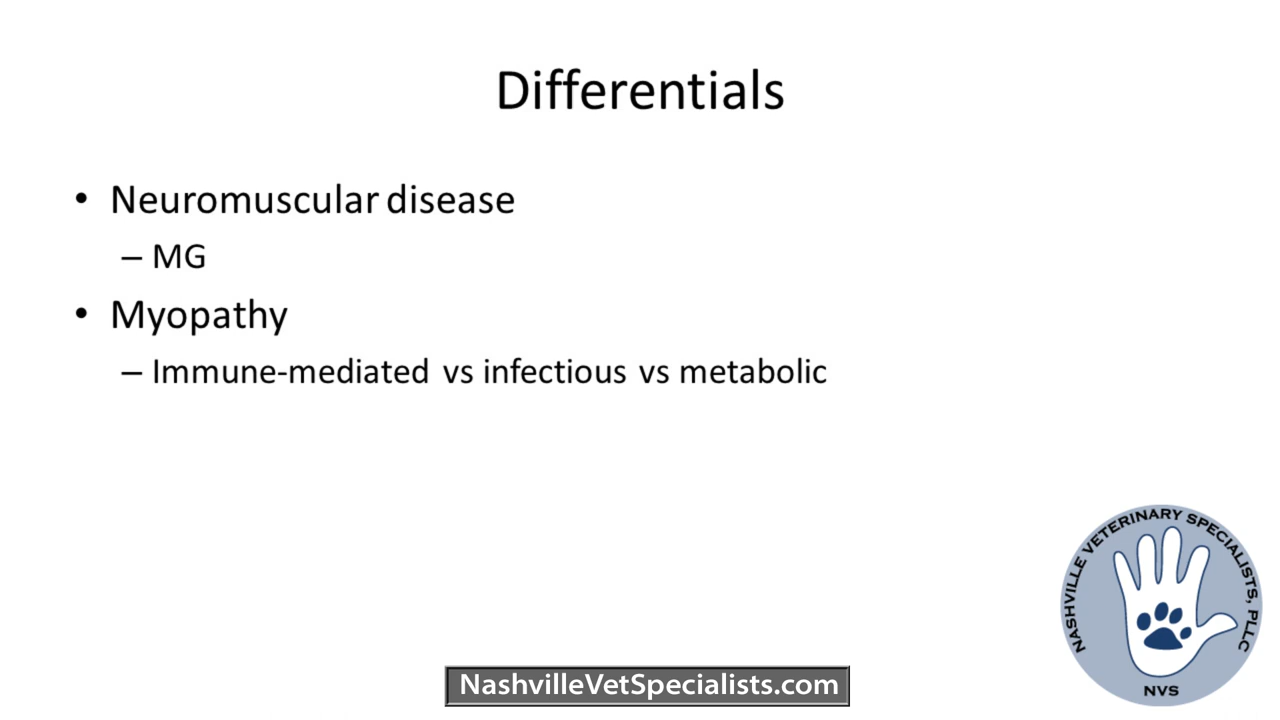 Differentials
• Neuromuscular disease
– MG
• Myopathy
– Immune-mediated vs infectious vs metabolic
NASHVILLE VETERINARY SPECIALISTS, PLLC
NVS
NashvilleVetSpecialists.com